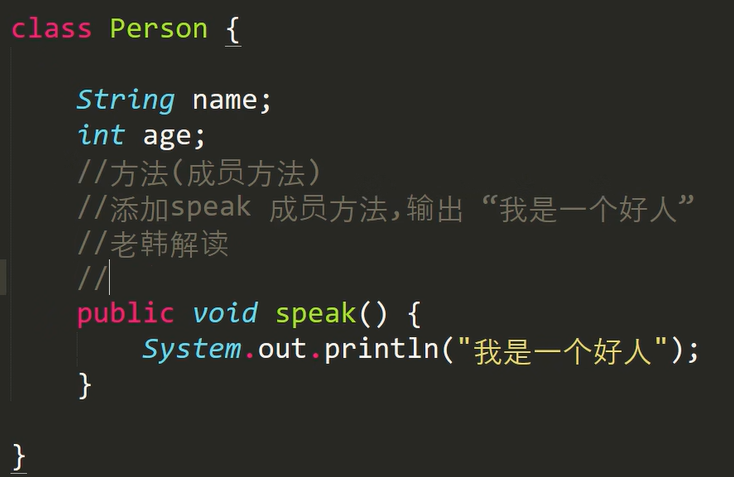 class Person {
String name;
int age;
//方法(成员方法)
//添加speak 成员方法,输出 “我是一个好人”
//老韩解读
//
public void speak() {
System.out.println("我是一个好人");
}
}